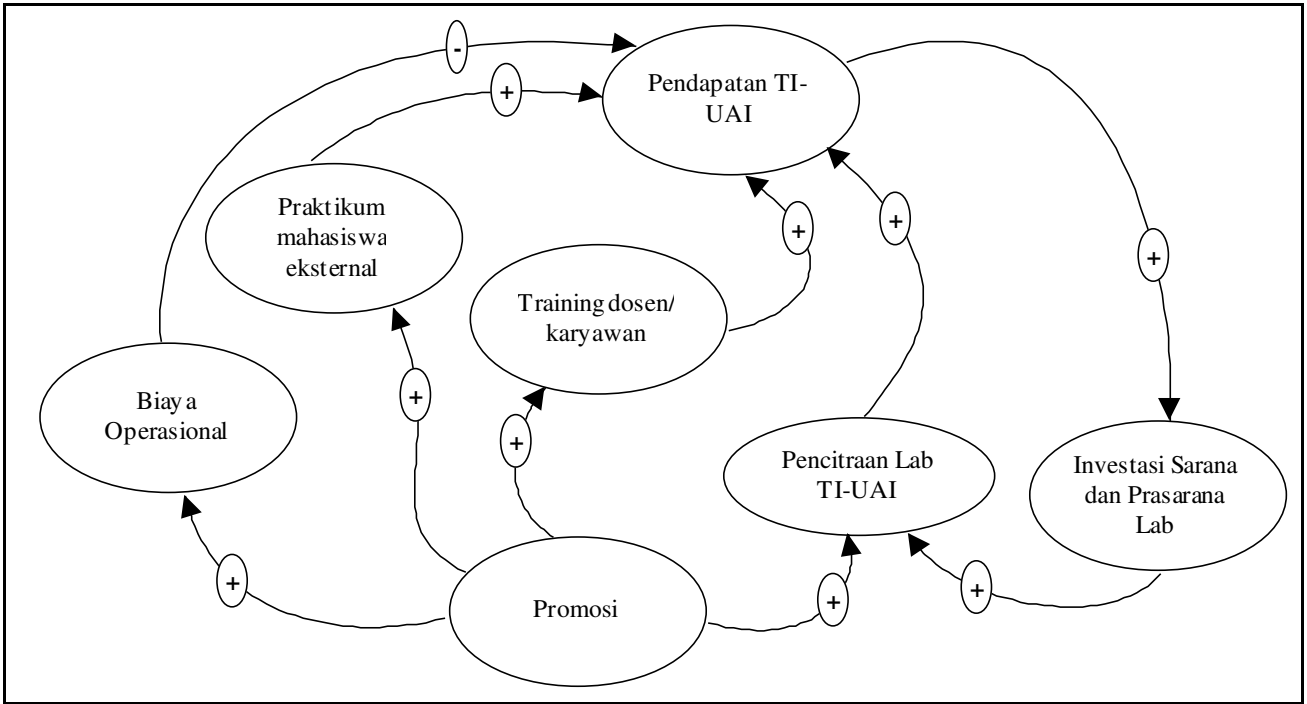 -
+
Pendapatan TI-
UAI
Praktikum
mahasiswa
eksternal
+
+
+
Training dosen/
karyawan
Biaya
Operasional
+
+
Pencitraan Lab
TI-UAI
Investasi Sarana
dan Prasarana
Lab
+
Promosi
+
+